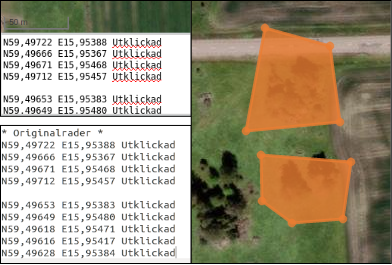 50 m
N59,49722 E15,95388 Utklickad
N59,49666 E15,95367 Utklickad
N59,49671 E15,95468 Utklickad
N59,49712 E15,95457 Utklickad

N59,49653 E15,95383 Utklickad
N59,49649 E15,95480 Utklickad
* Originalrader *
N59,49722 E15,95388 Utklickad
N59,49666 E15,95367 Utklickad
N59,49671 E15,95468 Utklickad
N59,49712 E15,95457 Utklickad

N59,49653 E15,95383 Utklickad
N59,49649 E15,95480 Utklickad
N59,49618 E15,95471 Utklickad
N59,49616 E15,95417 Utklickad
N59,49628 E15,95384 Utklickad